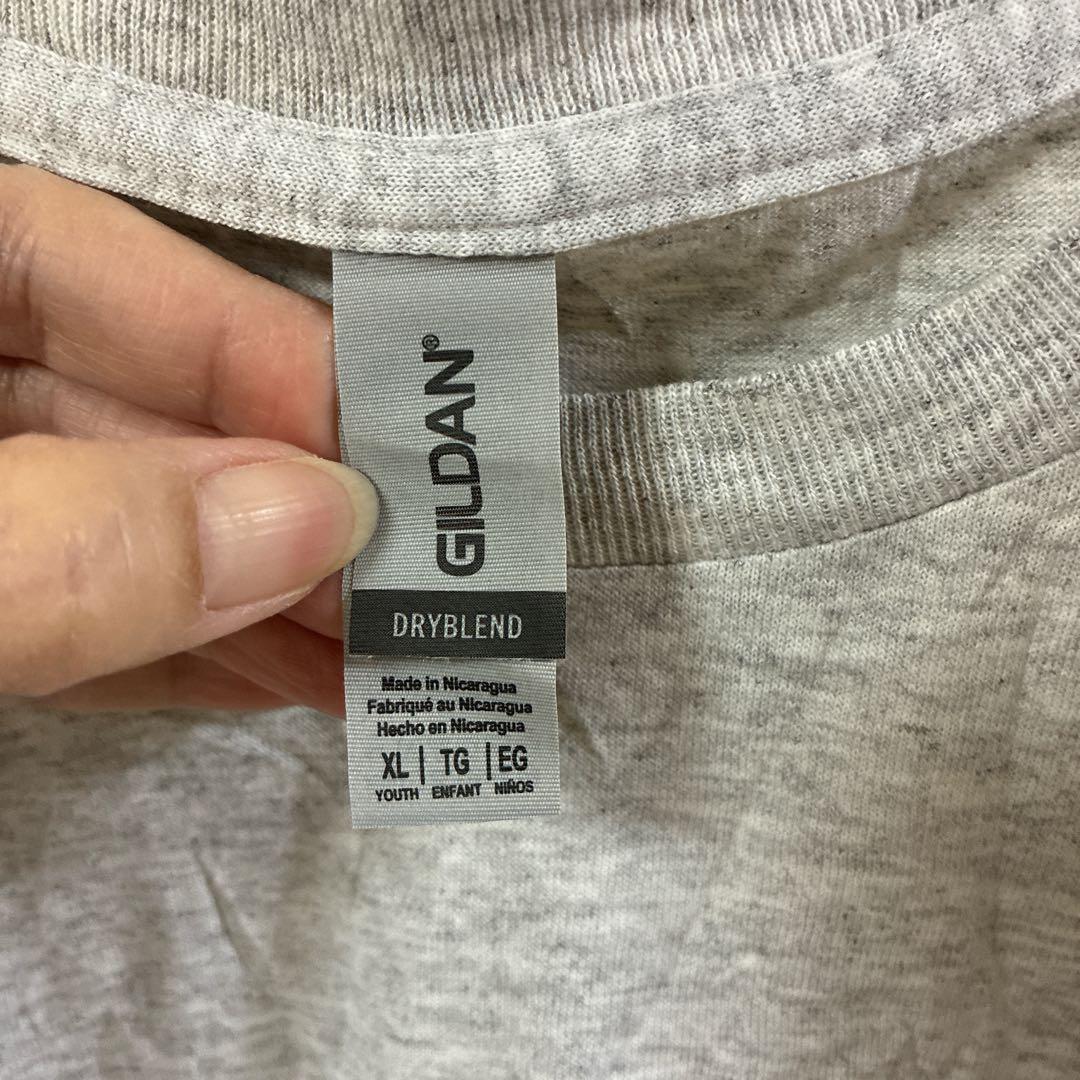 GILDAN®
DRYBLEND
Made in Nicaragua
Fabriqué au Nicaragua
Hecho en Nicaragua
XL | TG | EG
YOUTH ENFANT NIÑOS